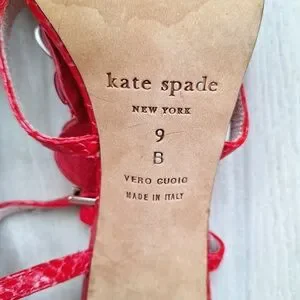 kate spade
NEW YORK
9
B
VERO CUOIO
MADE IN ITALY